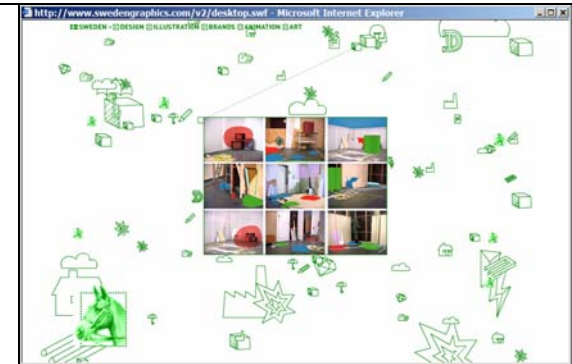 http://www.swedengraphics.com/v2/desktop.swf - Microsoft Internet Explorer
SWEDEN - DESIGN ILLUSTRATION BRANDS ANIMATION ART